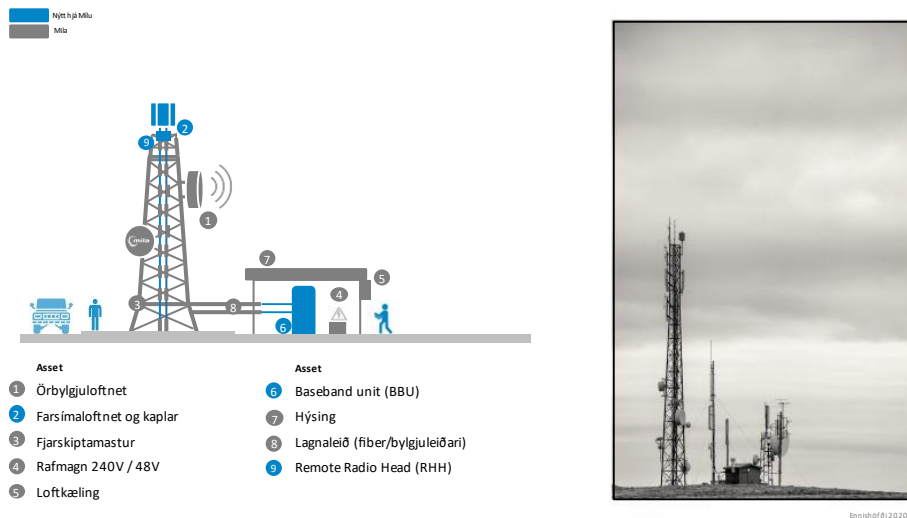 Nýtt hjá Mílu
Míla
2
9
1
míla
7
5
4
3
8
6
Asset
1 Örbylgjuloftnet
2 Farsímaloftnet og kaplar
3 Fjarskiptamastur
4 Rafmagn 240V / 48V
5 Loftkæling
Asset
6 Baseband unit (BBU)
7 Hýsing
8 Lagnaleið (fiber/bylgjuleiðari)
9 Remote Radio Head (RHH)
Ennishöfði 2020